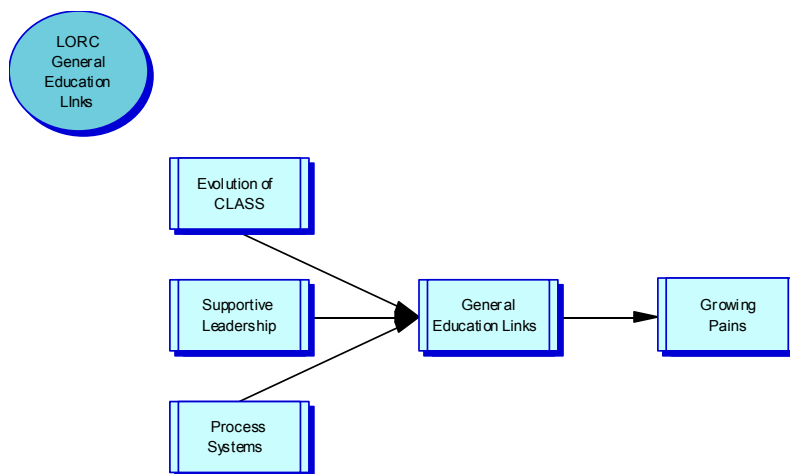 LORC
General
Education
LInks
Evolution of
CLASS
Supportive
Leadership
General
Education Links
Growing
Pains
Process
Systems